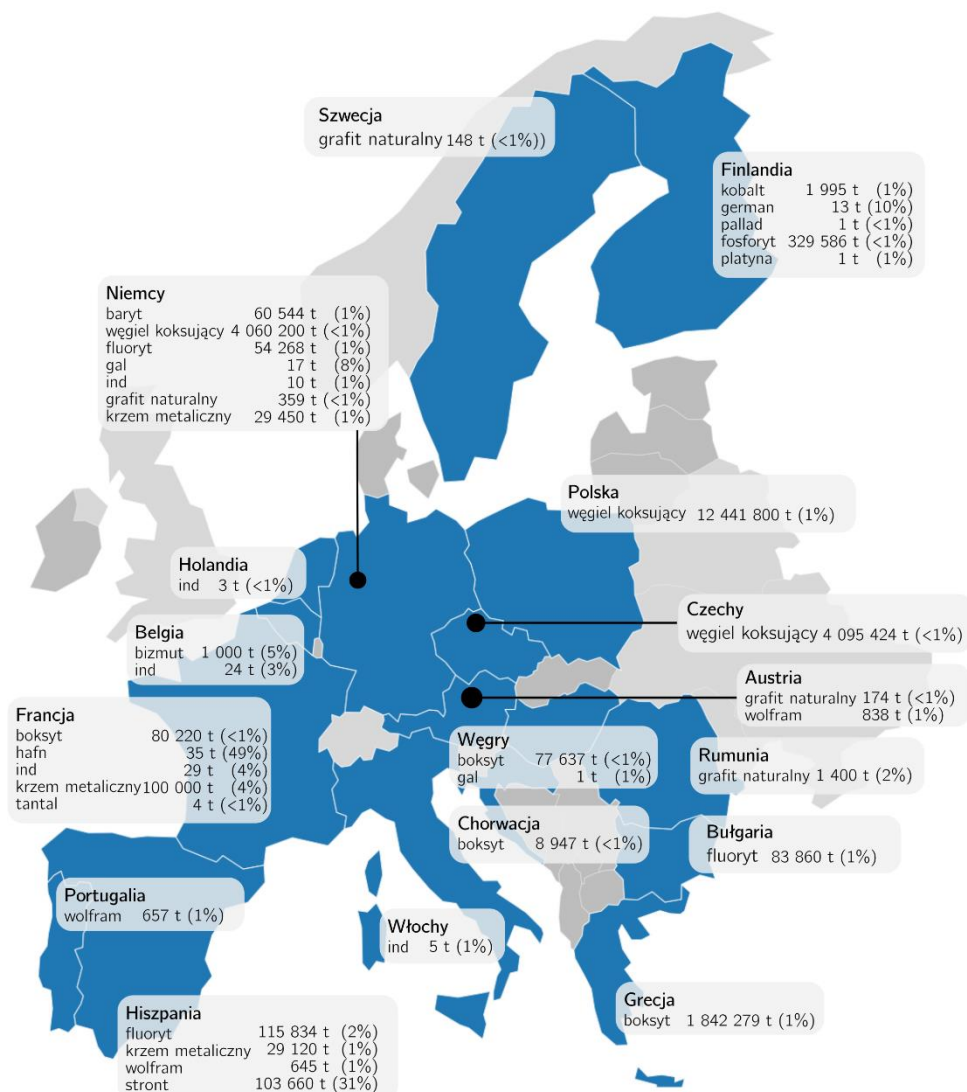 Szwecja
grafit naturalny 148 t (<1%))
Finlandia
kobalt 1 995 t (1%)
german 13 t (10%)
pallad 1 t (<1%)
fosforyt 329 586 t (<1%)
platyna 1 t (1%)
Niemcy
baryt 60 544 t (1%)
węgiel koksujący 4 060 200 t (<1%)
fluoryt 54 268 t (1%)
gal 17 t (8%)
ind 10 t (1%)
grafit naturalny 359 t (<1%)
krzem metaliczny 29 450 t (1%)
Polska
węgiel koksujący 12 441 800 t (1%)
Holandia
ind 3 t (<1%)
Czechy
węgiel koksujący 4 095 424 t (<1%)
Belgia
bizmut 1 000 t (5%)
ind 24 t (3%)
Austria
grafit naturalny 174 t (<1%)
wolfram 838 t (1%)
Francja
boksyt 80 220 t (<1%)
hafn 35 t (49%)
ind 29 t (4%)
krzem metaliczny 100 000 t (4%)
tantal 4 t (<1%)
Węgry
boksyt 77 637 t (<1%)
gal 1 t (1%)
Rumunia
grafit naturalny 1 400 t (2%)
Chorwacja
boksyt 8 947 t (<1%)
Bułgaria
fluoryt 83 860 t (1%)
Portugalia
wolfram 657 t (1%)
Włochy
ind 5 t (1%)
Grecja
boksyt 1 842 279 t (1%)
Hiszpania
fluoryt 115 834 t (2%)
krzem metaliczny 29 120 t (1%)
wolfram 645 t (1%)
stront 103 660 t (31%)